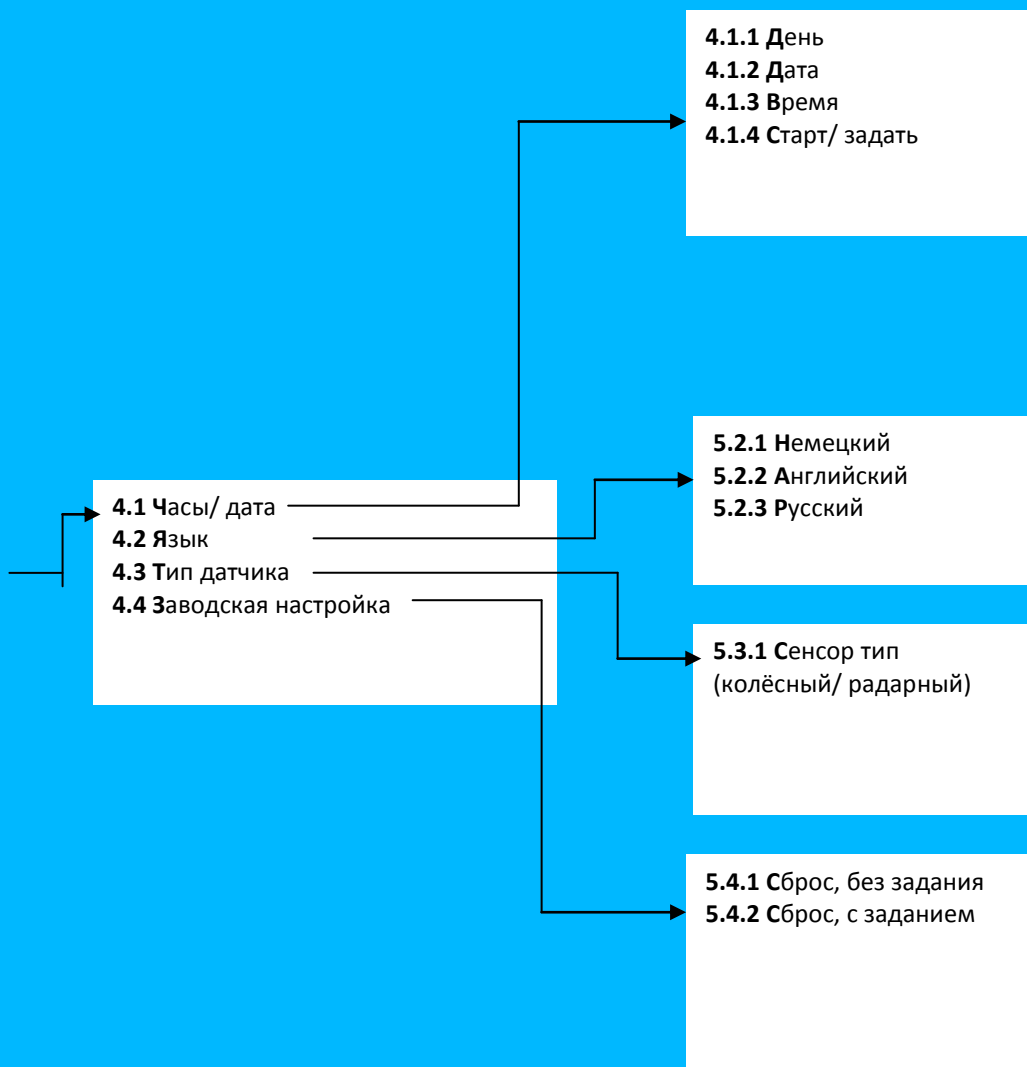 4.1.1 День
4.1.2 Дата
4.1.3 Время
4.1.4 Старт/ задать
4.1 Часы/ дата
4.2 Язык
4.3 Тип датчика
4.4 Заводская настройка
5.2.1 Немецкий
5.2.2 Английский
5.2.3 Русский
5.3.1 Сенсор тип
(колёсный/ радарный)
5.4.1 Сброс, без задания
5.4.2 Сброс, с заданием